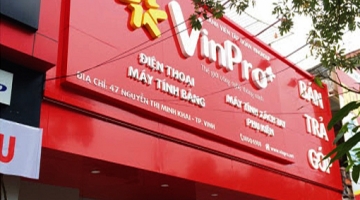 VinPro+
ĐIỆN THOẠI
MÁY TÍNH BẢNG
MÁY TÍNH XÁCH TAY
PHỤ KIỆN
ĐỊA CHỈ: 47 NGUYỄN THỊ MINH KHAI - TP. VINH
BÁN
TRẢ
GÓP
U